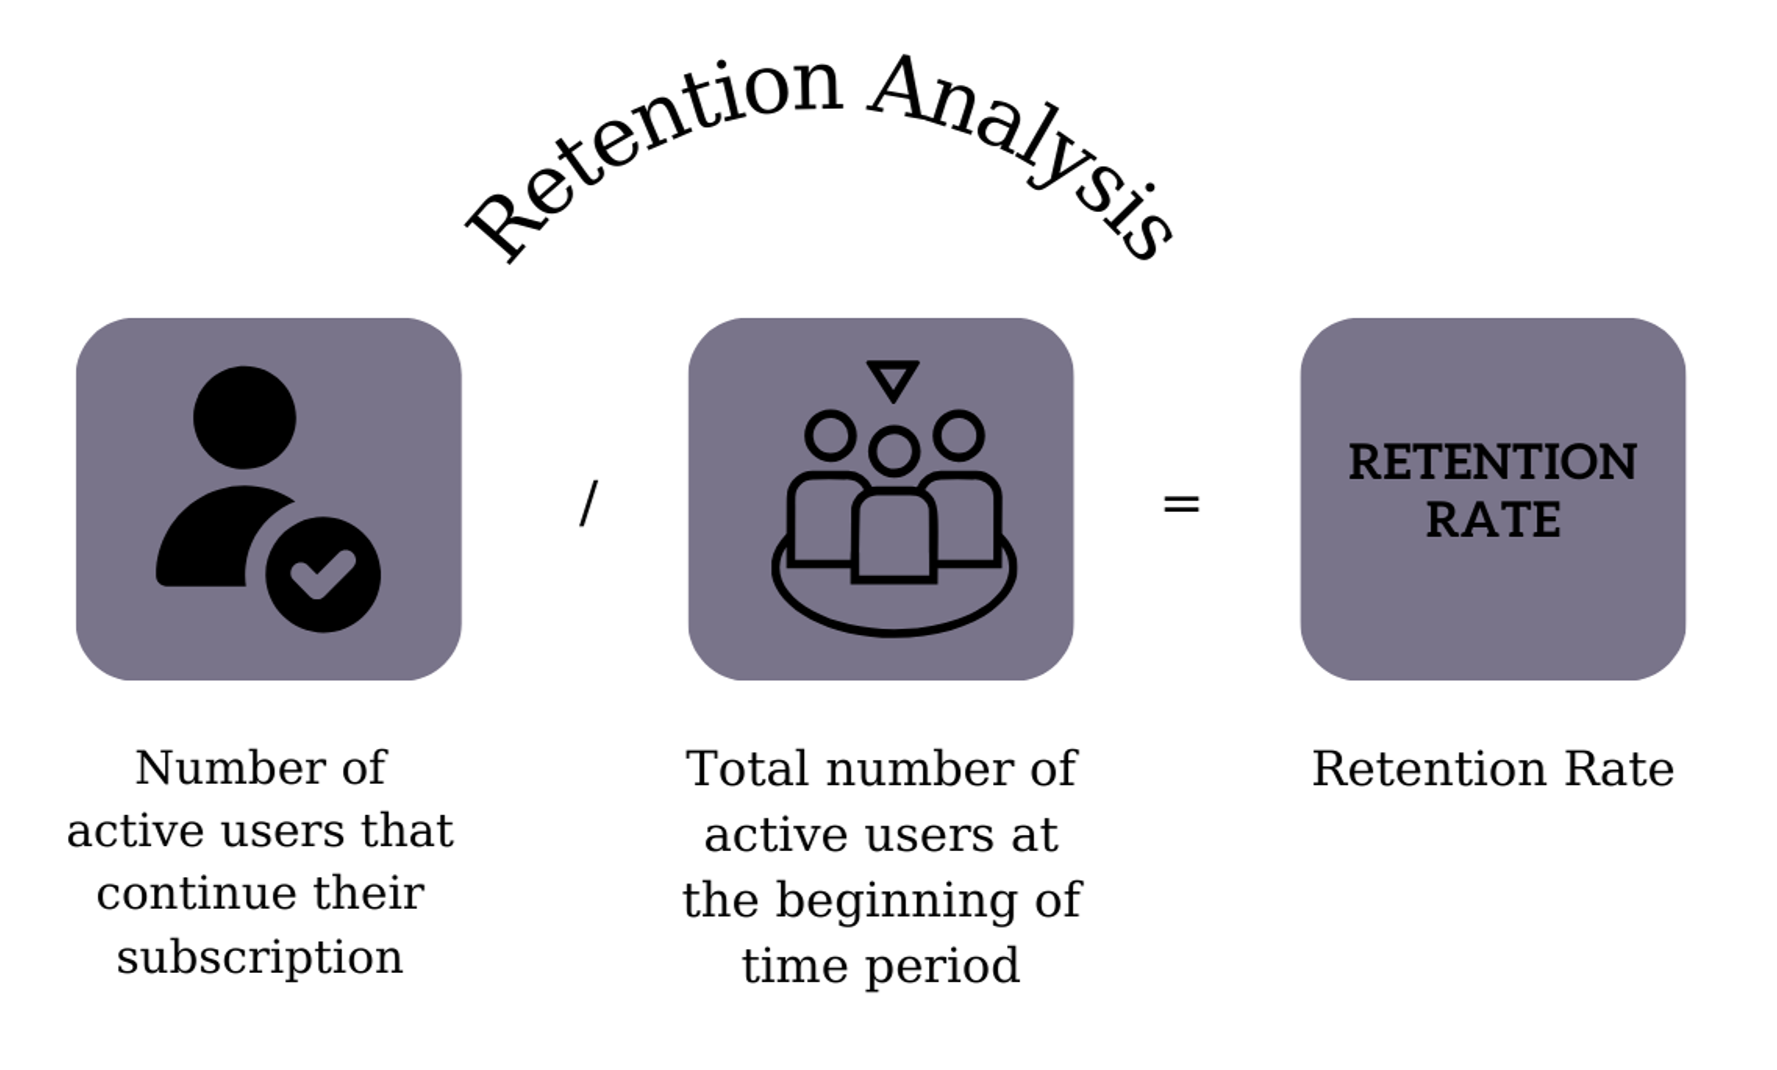 Retention Analysis
/
=
RETENTION
RATE
Number of
active users that
continue their
subscription
Total number of
active users at
the beginning of
time period
Retention Rate